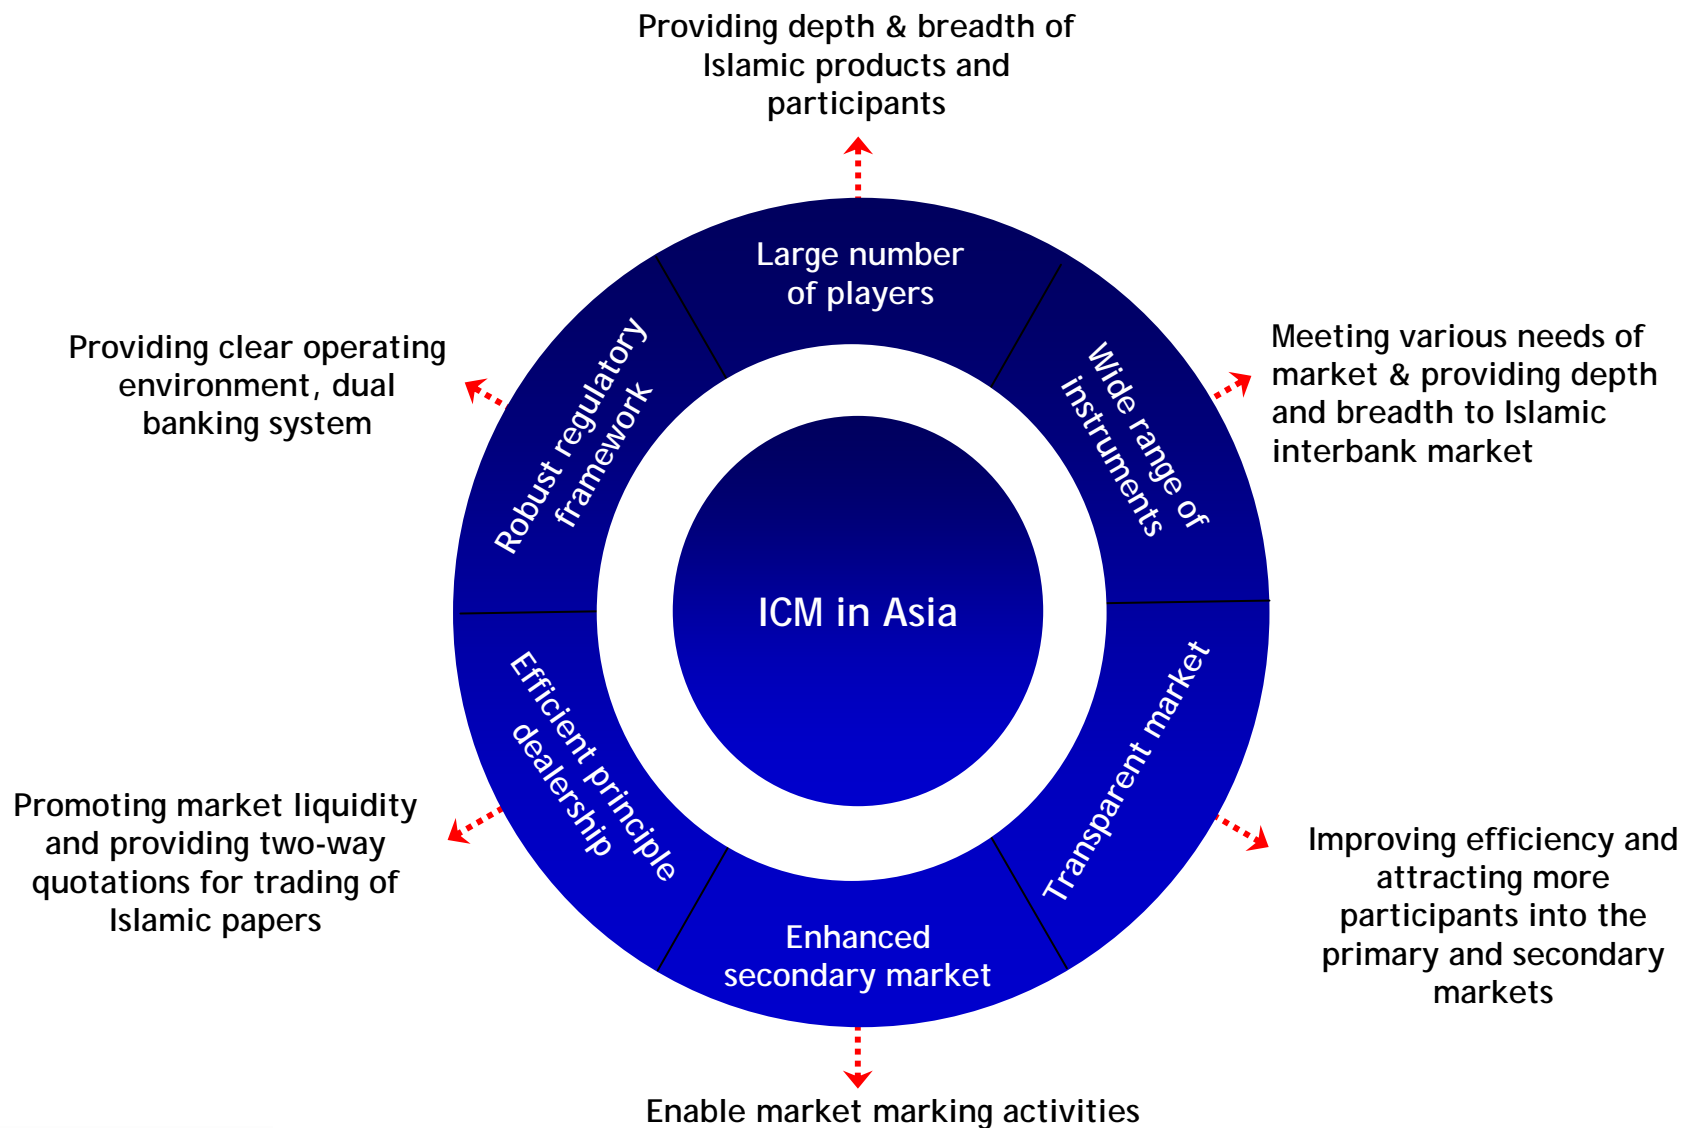 Providing depth & breadth of
Islamic products and
participants
Large number
of players
Wide range of
instruments
Meeting various needs of
market & providing depth
and breadth to Islamic
interbank market
Transparent market
Improving efficiency and
attracting more
participants into the
primary and secondary
markets
Enhanced
secondary market
Enable market marking activities
Efficient principle
dealership
Promoting market liquidity
and providing two-way
quotations for trading of
Islamic papers
Robust regulatory
framework
Providing clear operating
environment, dual
banking system
ICM in Asia